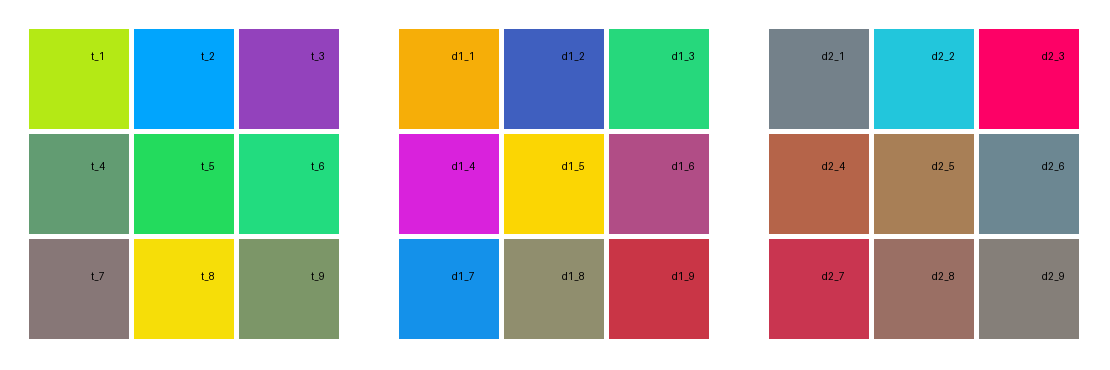 t_1 t_2 t_3 d1_1 d1_2 d1_3 d2_1 d2_2 d2_3
t_4 t_5 t_6 d1_4 d1_5 d1_6 d2_4 d2_5 d2_6
t_7 t_8 t_9 d1_7 d1_8 d1_9 d2_7 d2_8 d2_9